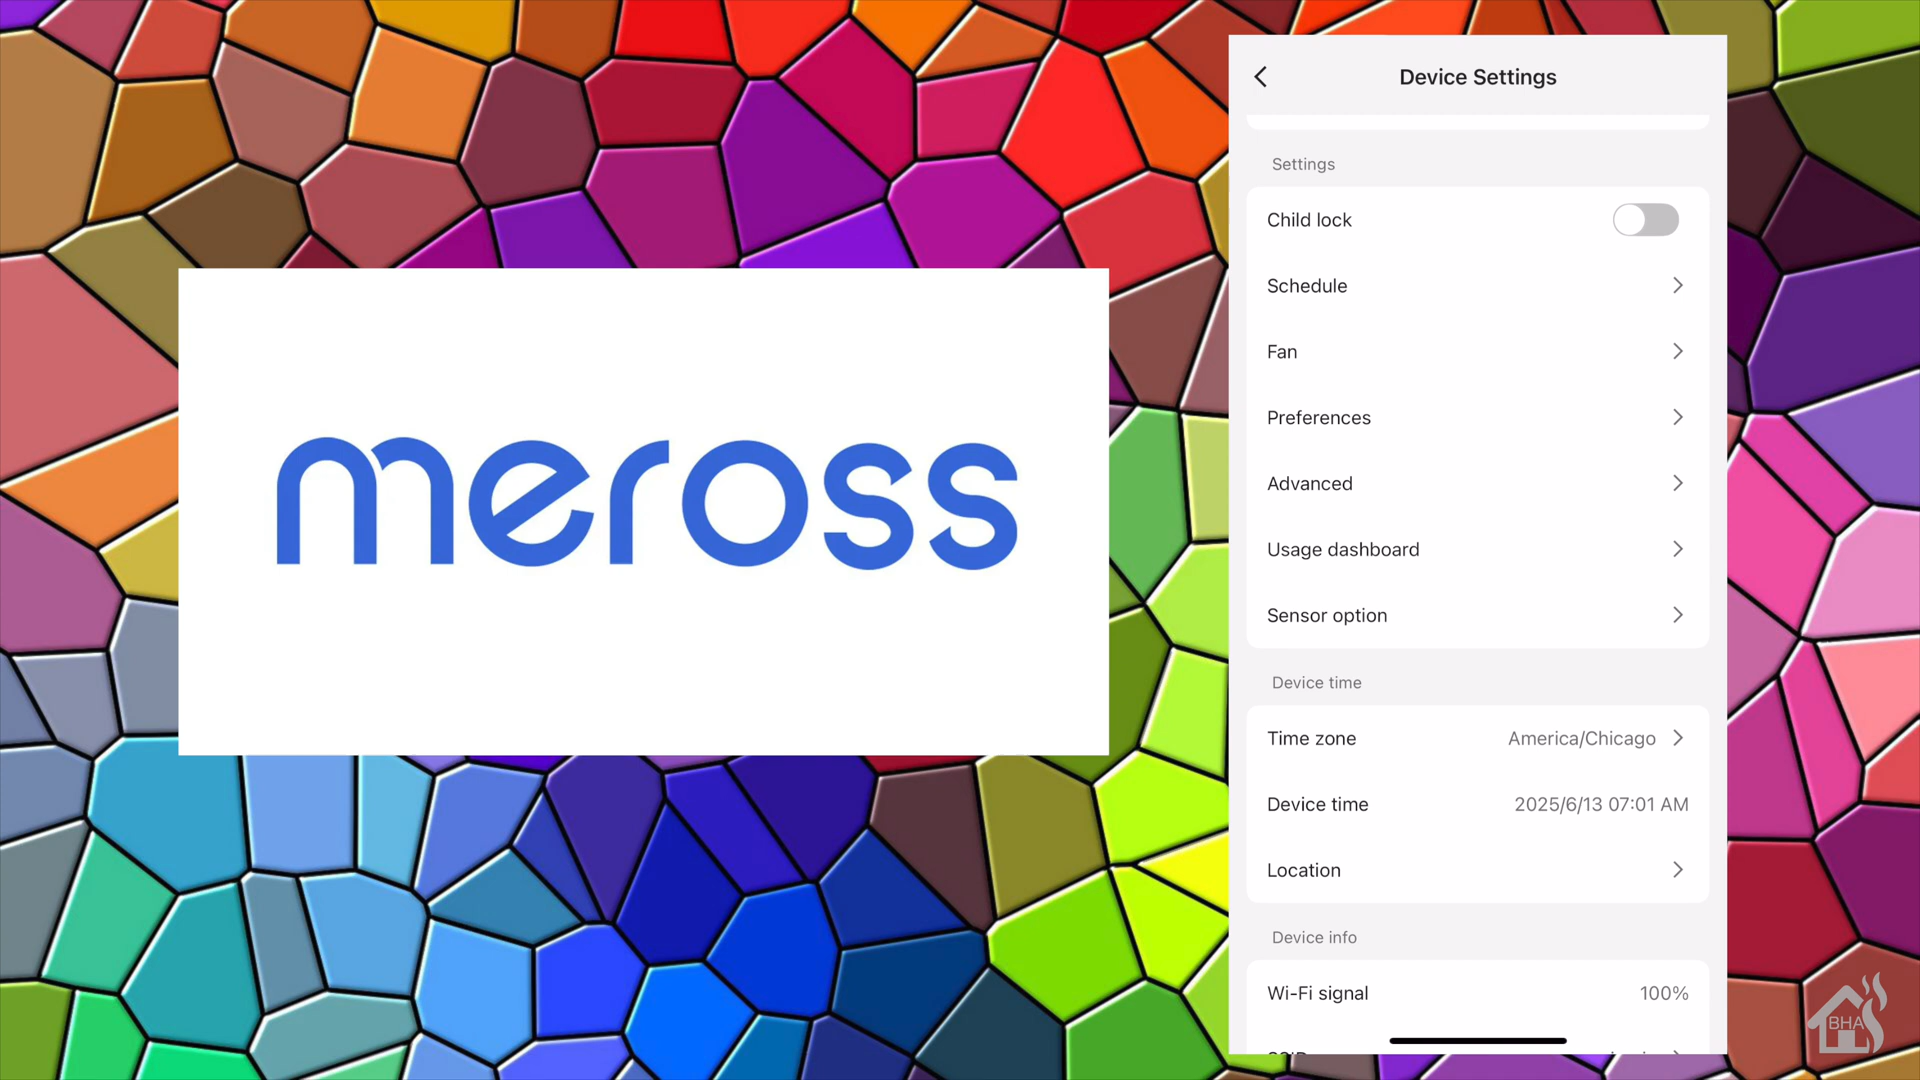 meross
Device Settings
Settings
Child lock
Schedule
Fan
Preferences
Advanced
Usage dashboard
Sensor option
Device time
Time zone America/Chicago
Device time 2025/6/13 07:01 AM
Location
Device info
Wi-Fi signal 100%
BHA